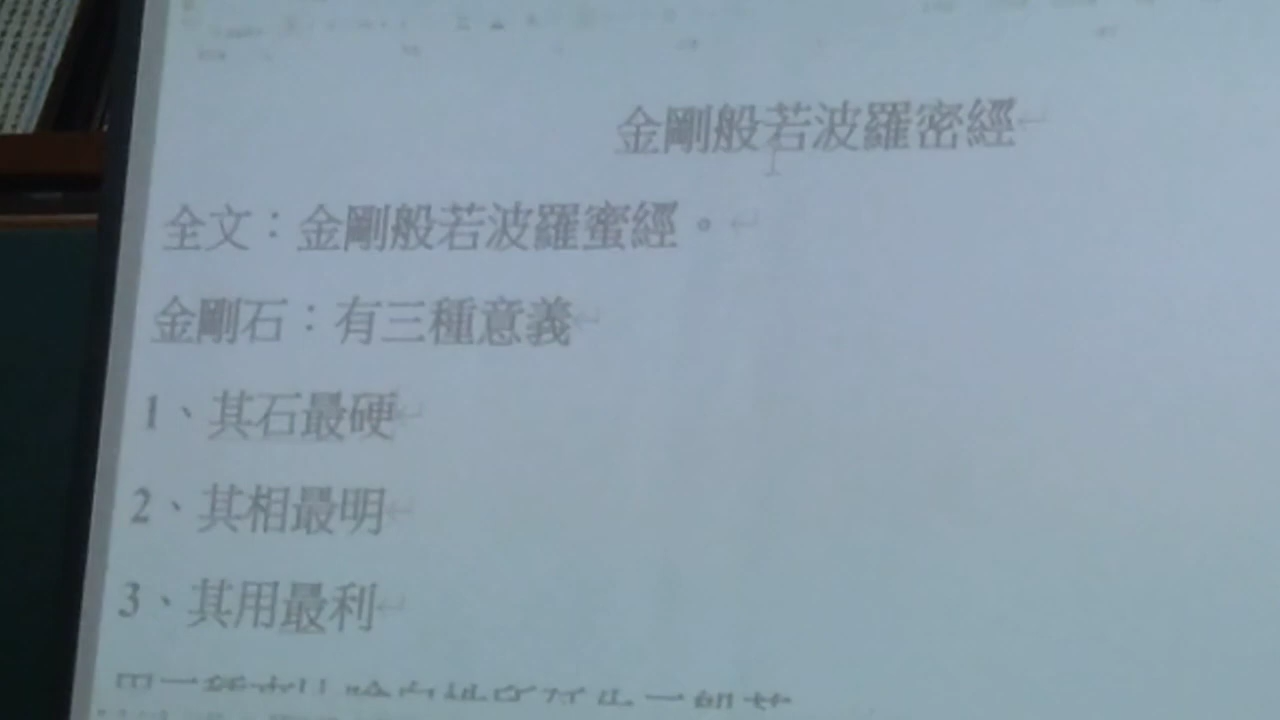 金剛般若波羅密經
全文：金剛般若波羅蜜經。
金剛石：有三種意義
1、其石最硬
2、其相最明
3、其用最利